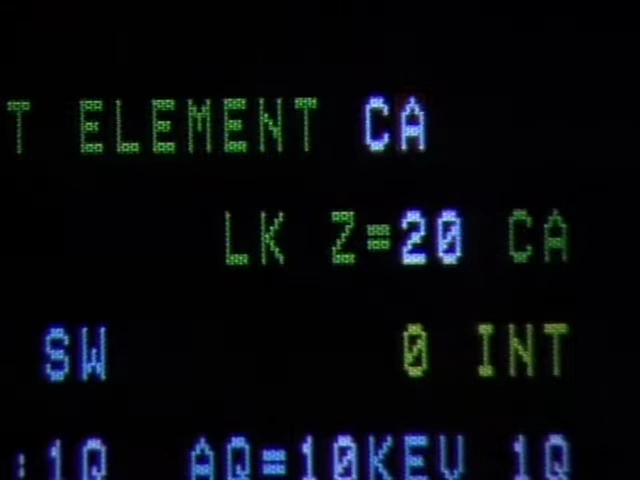 T ELEMENT CA
LK Z=20 CA
SW 0 INT
:1Q AQ=10KEV 1Q